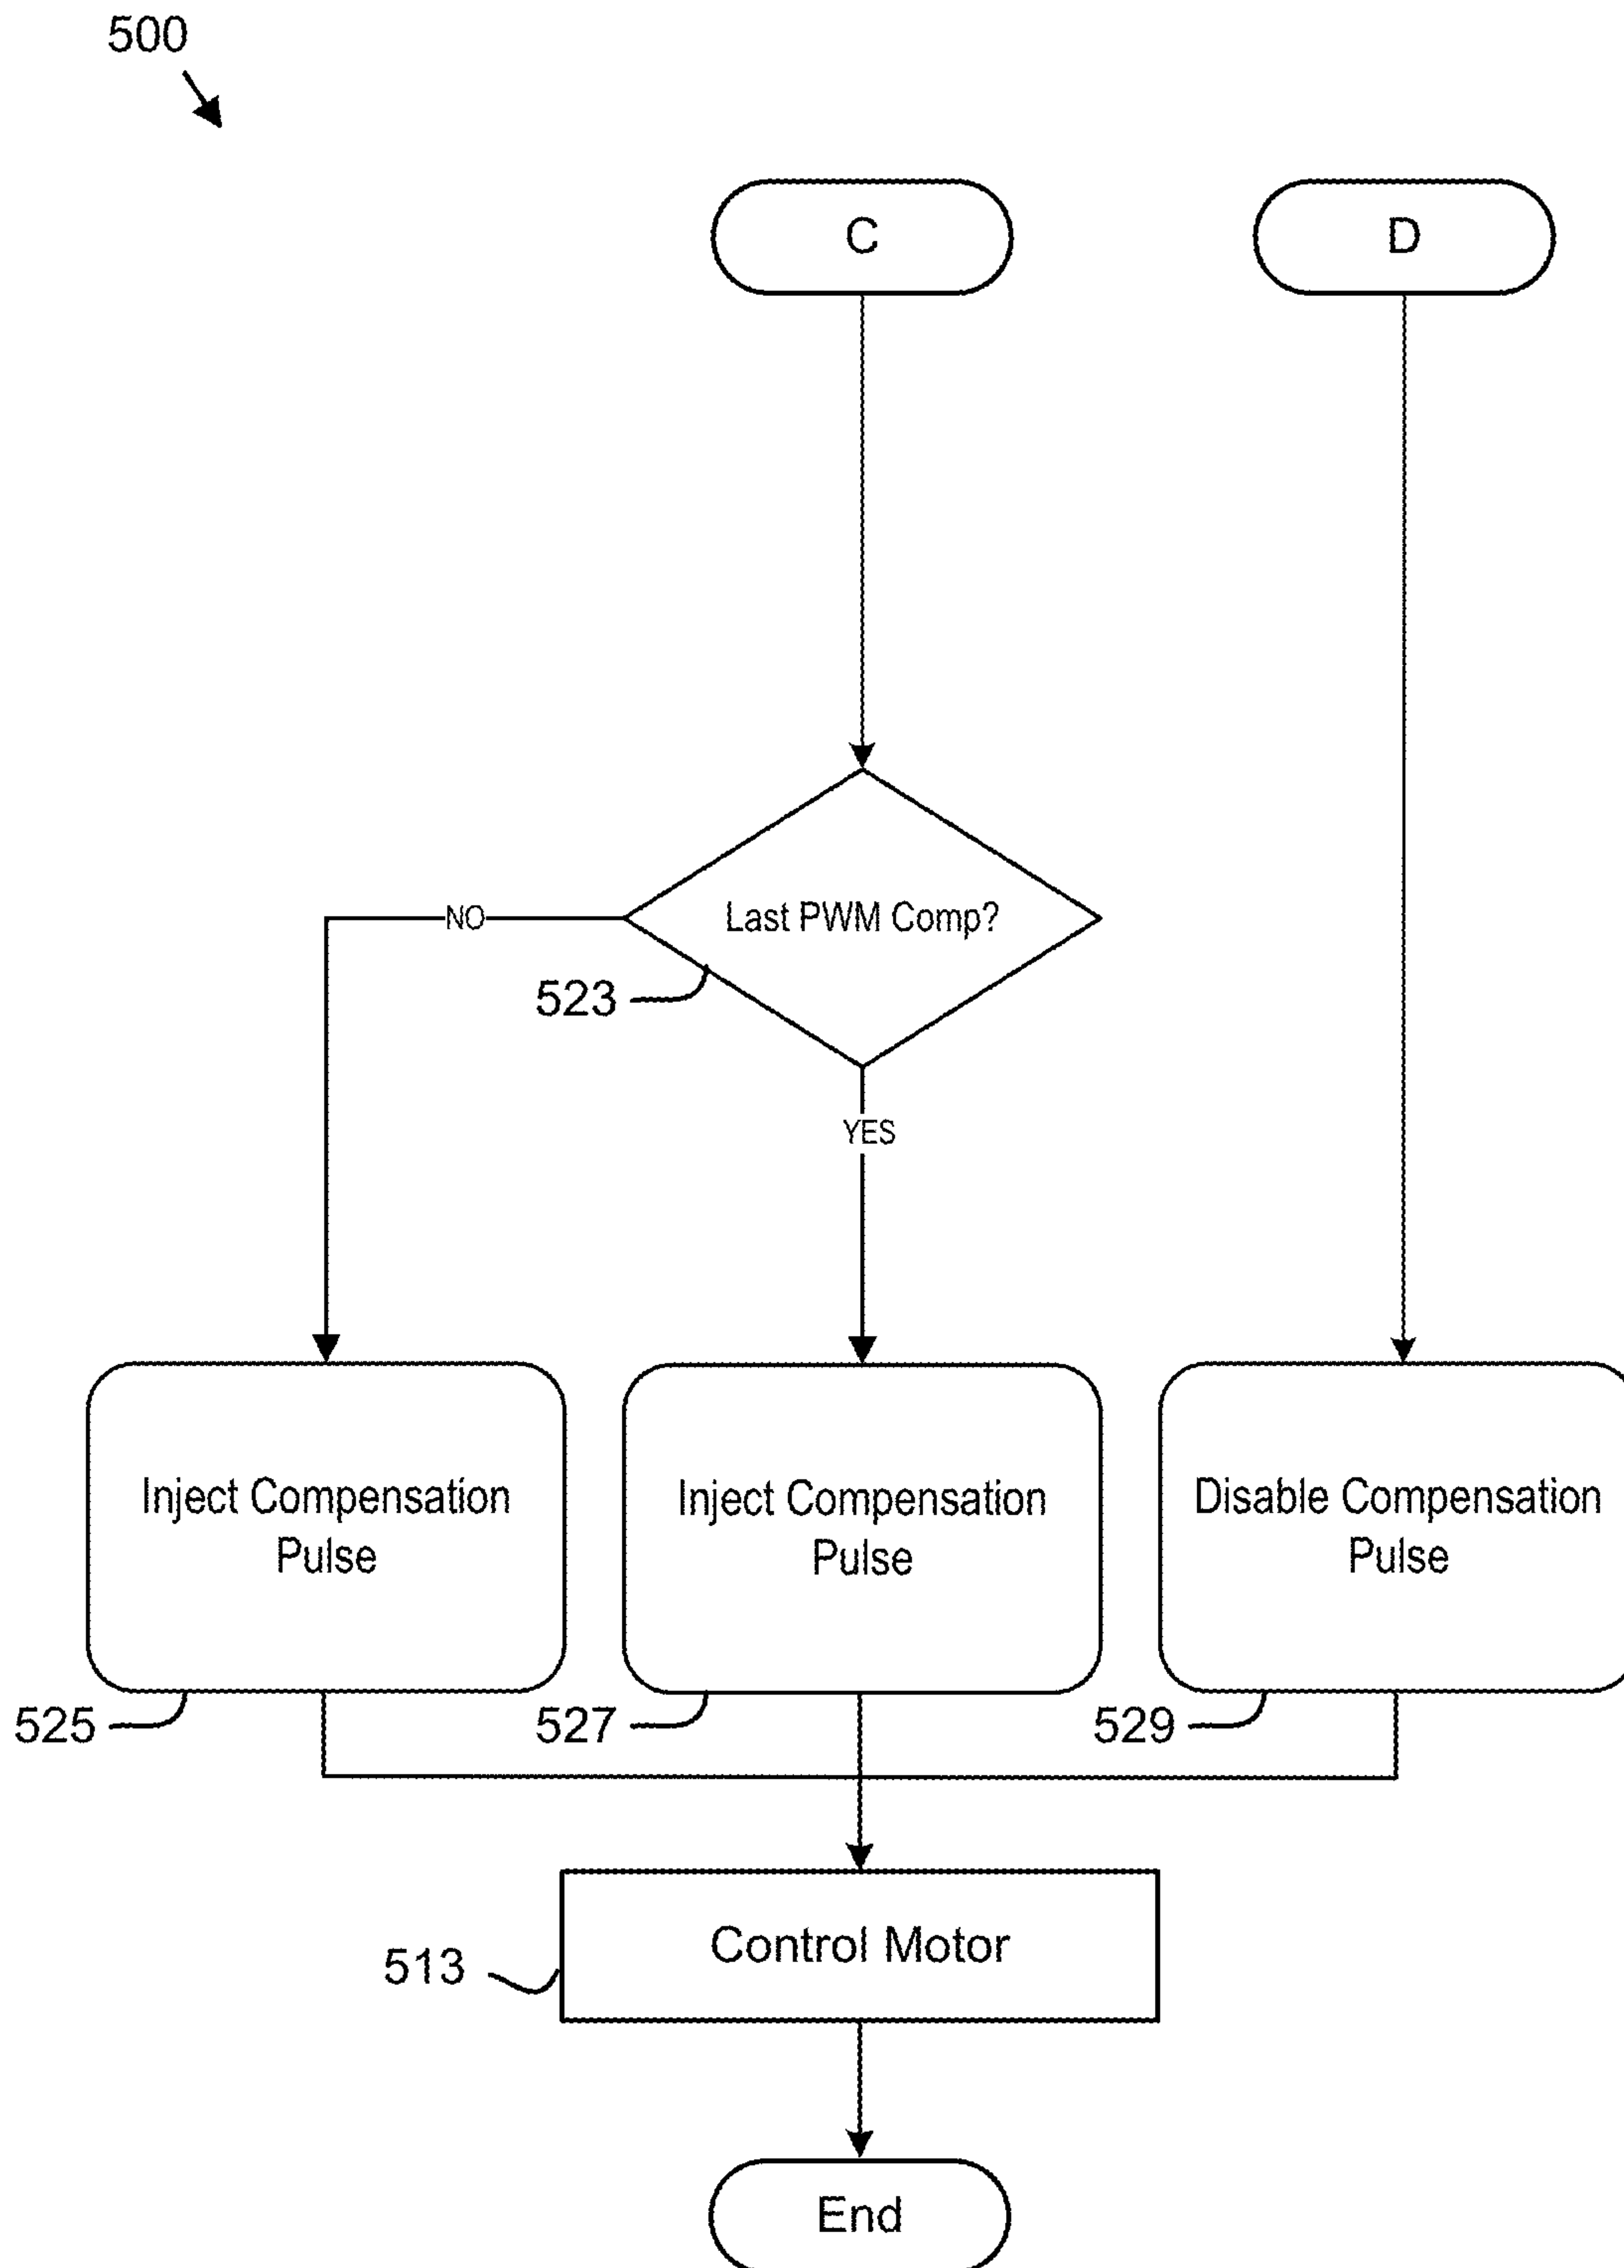 500
C
D
Last PWM Comp?
NO
523
YES
Inject Compensation
Pulse
Inject Compensation
Pulse
Disable Compensation
Pulse
525
527
529
Control Motor
513
End